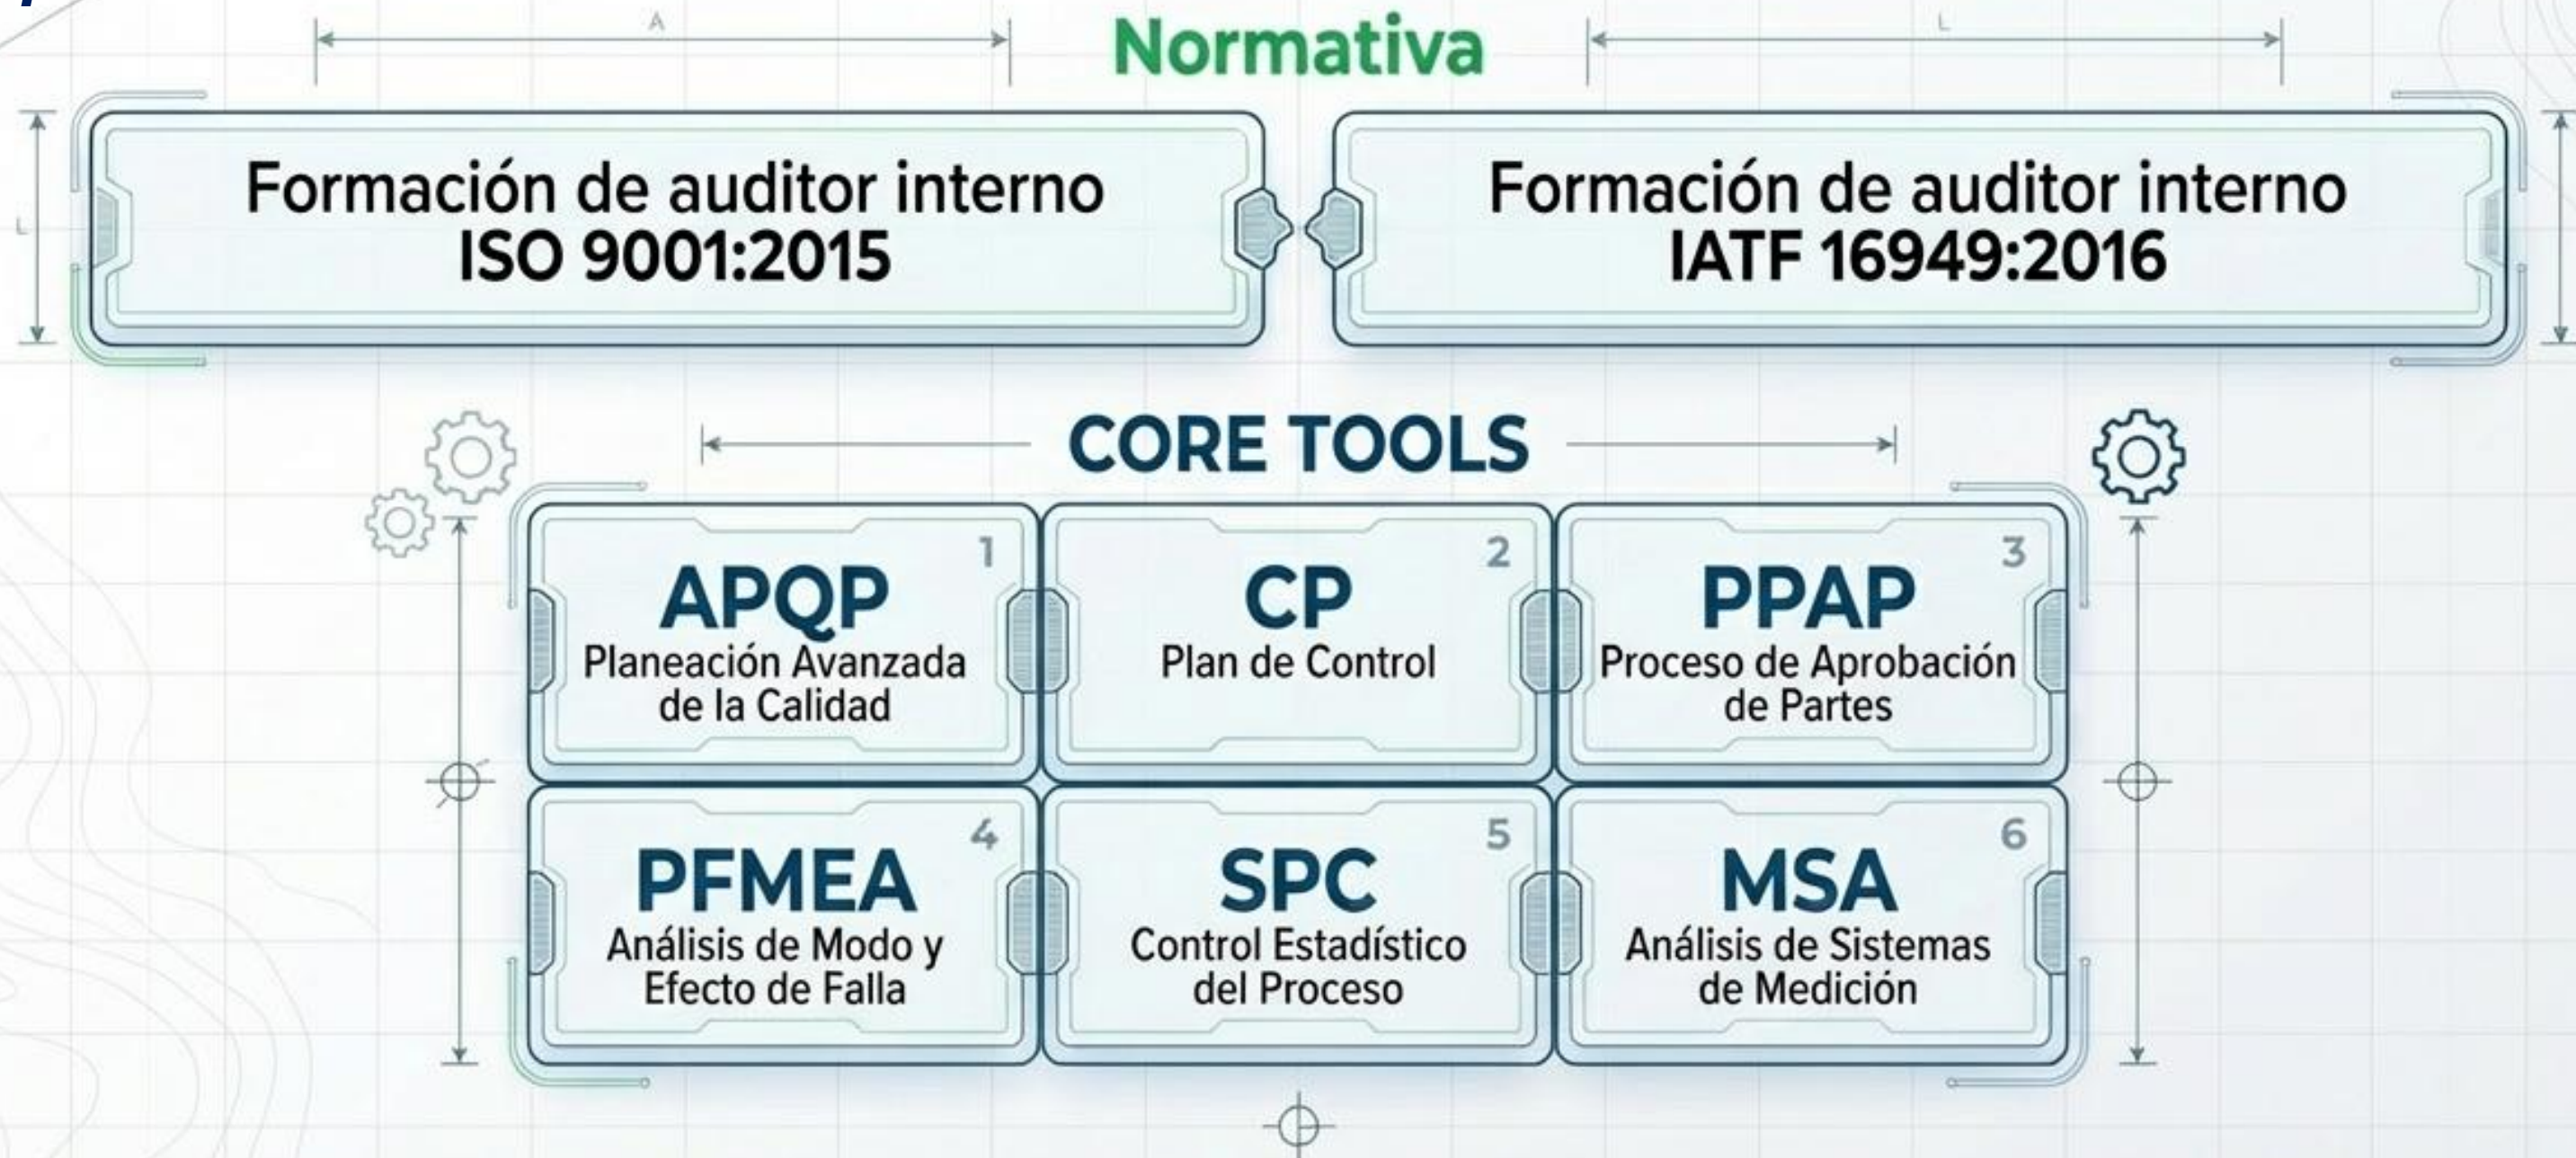 A
Normativa
L
L
Formación de auditor interno
ISO 9001:2015
Formación de auditor interno
IATF 16949:2016
CORE TOOLS
1
APQP
Planeación Avanzada
de la Calidad
2
CP
Plan de Control
3
PPAP
Proceso de Aprobación
de Partes
4
PFMEA
Análisis de Modo y
Efecto de Falla
5
SPC
Control Estadístico
del Proceso
6
MSA
Análisis de Sistemas
de Medición